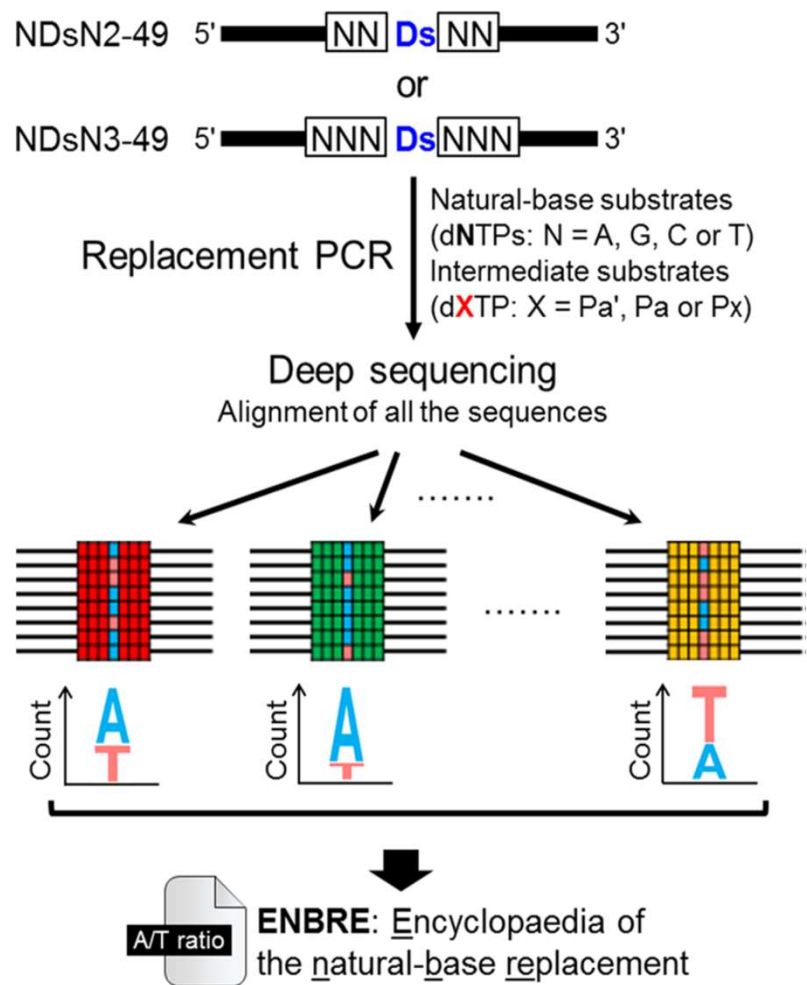 NDsN2-49 5' NN Ds NN 3'
or
NDsN3-49 5' NNN Ds NNN 3'
Replacement PCR
Natural-base substrates
(dNTPs: N = A, G, C or T)
Intermediate substrates
(dXTP: X = Pa', Pa or Px)
Deep sequencing
Alignment of all the sequences
.......
.......
Count A T
Count A T
Count T A
A/T ratio
ENBRE: Encyclopaedia of
the natural-base replacement